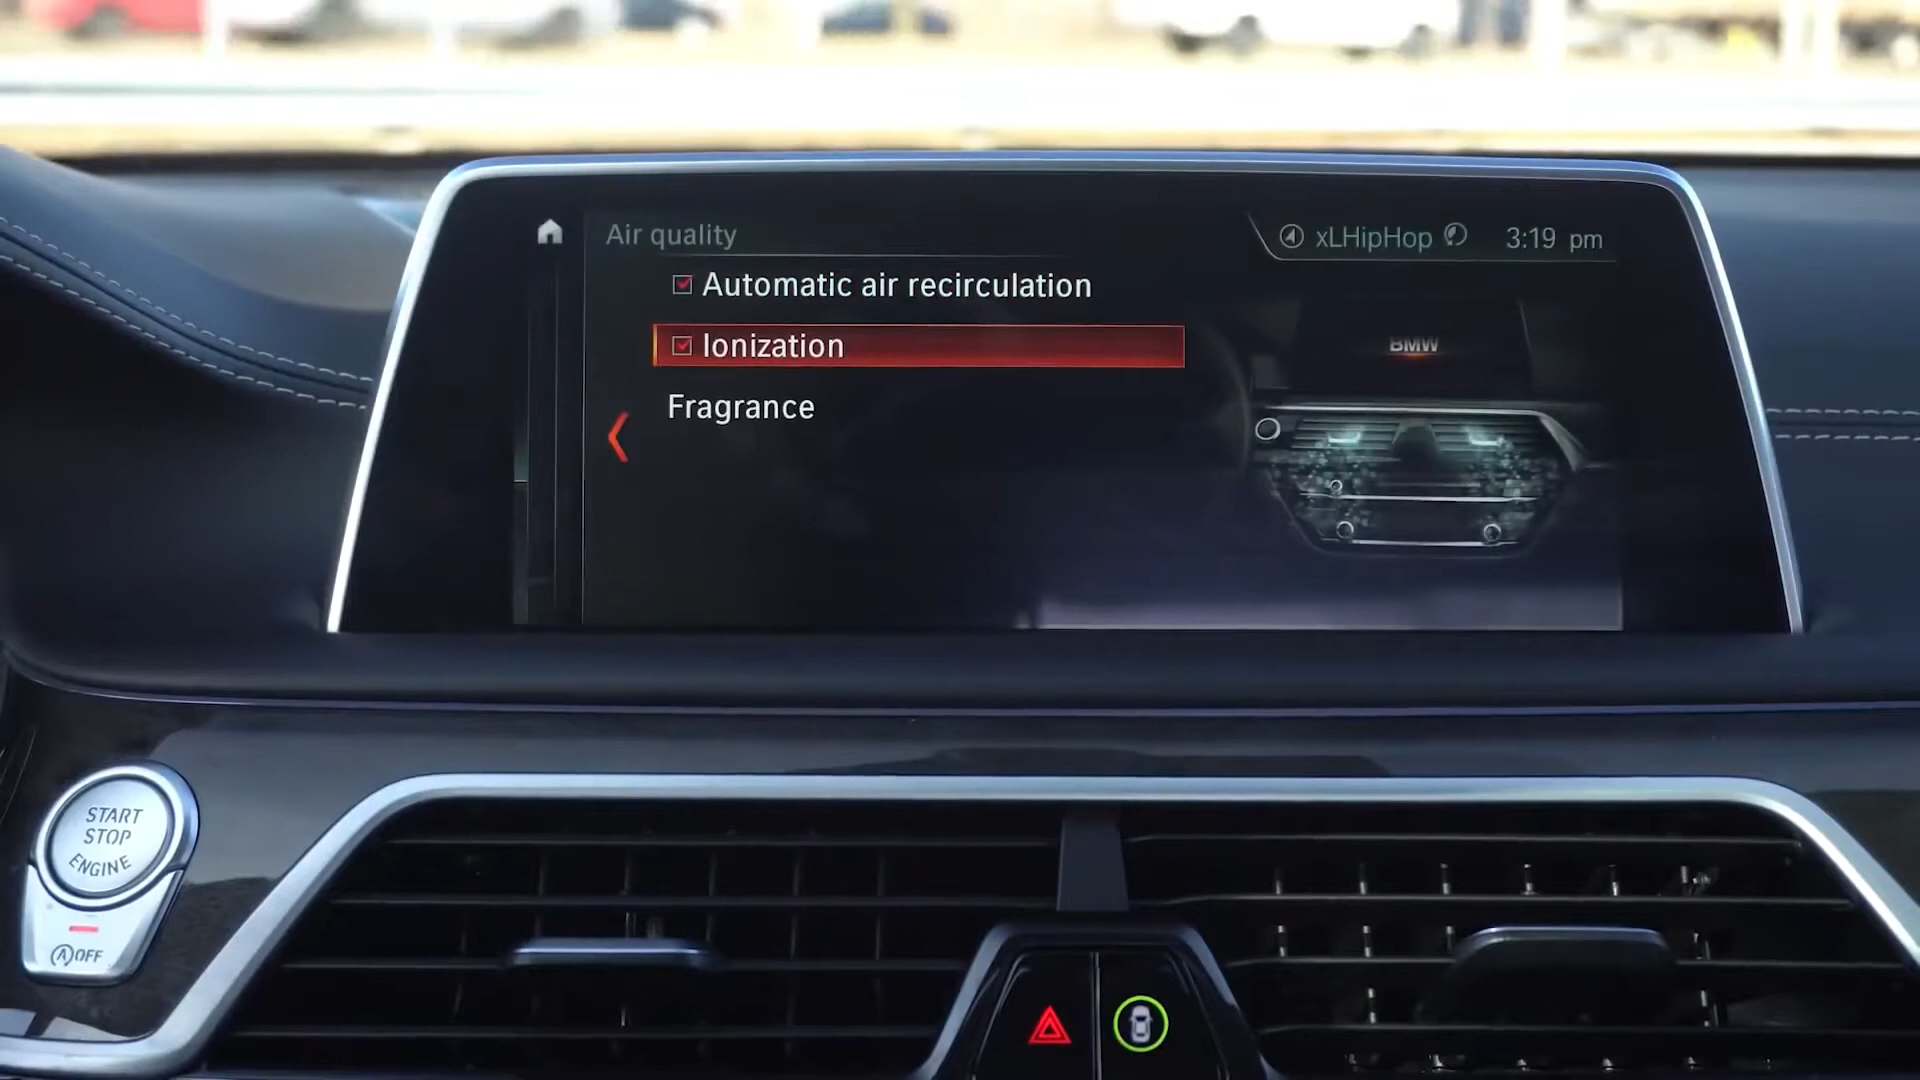 Air quality
xLHipHop 3:19 pm
Automatic air recirculation
Ionization
Fragrance
BMW
START
STOP
ENGINE
A OFF